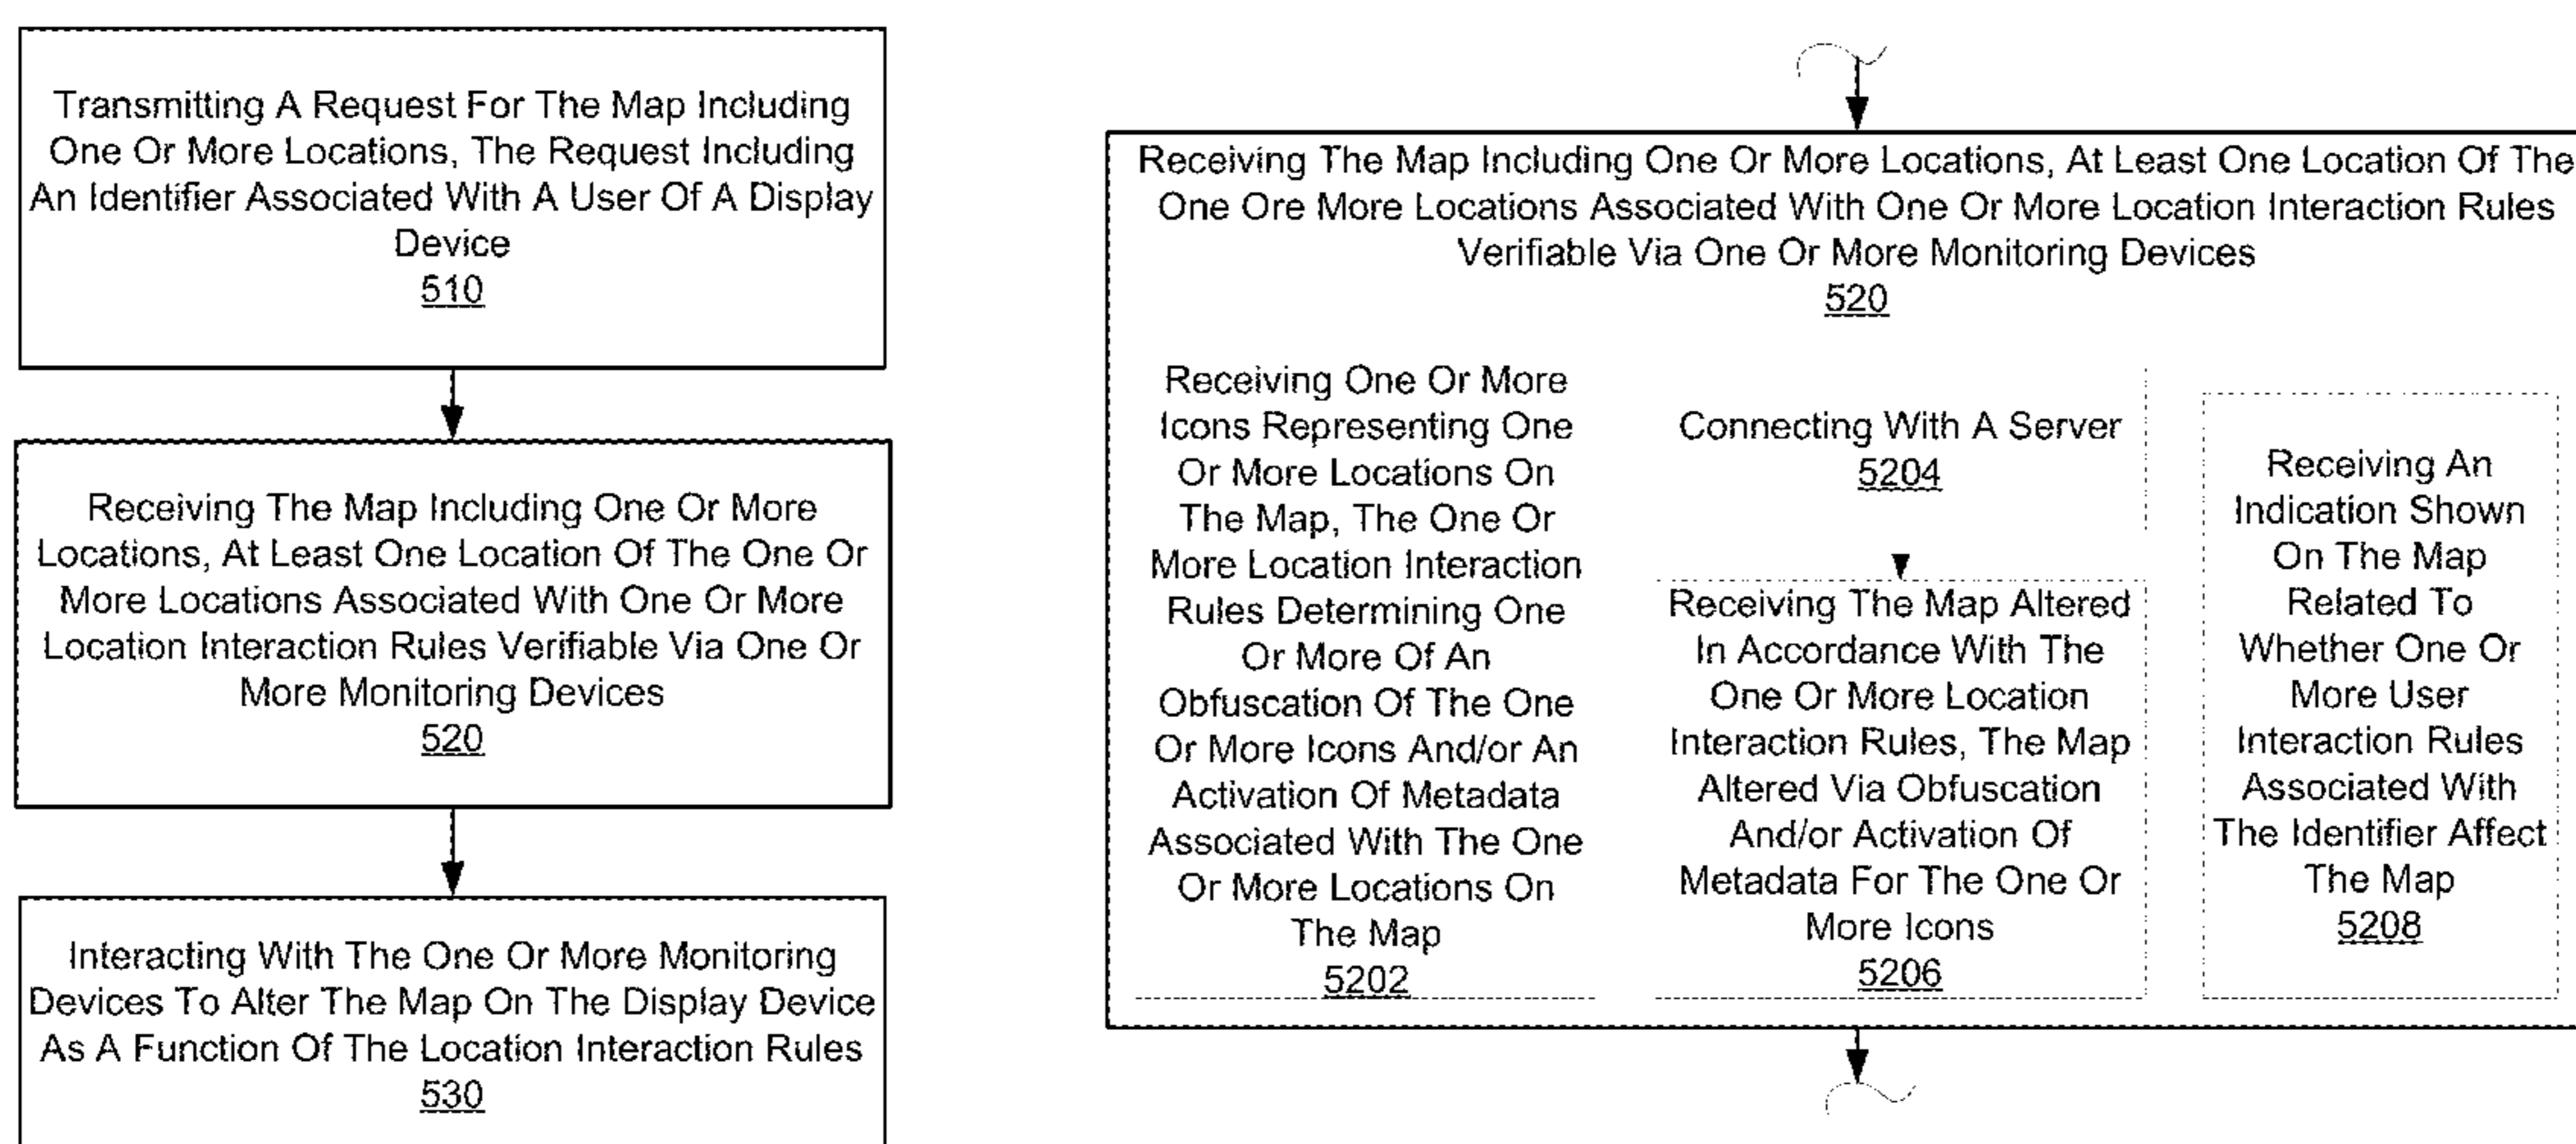 Transmitting A Request For The Map Including
One Or More Locations, The Request Including
An Identifier Associated With A User Of A Display
Device
510
Receiving The Map Including One Or More
Locations, At Least One Location Of The One Or
More Locations Associated With One Or More
Location Interaction Rules Verifiable Via One Or
More Monitoring Devices
520
Interacting With The One Or More Monitoring
Devices To Alter The Map On The Display Device
As A Function Of The Location Interaction Rules
530
Receiving The Map Including One Or More Locations, At Least One Location Of The
One Ore More Locations Associated With One Or More Location Interaction Rules
Verifiable Via One Or More Monitoring Devices
520
Receiving One Or More
Icons Representing One
Or More Locations On
The Map, The One Or
More Location Interaction
Rules Determining One
Or More Of An
Obfuscation Of The One
Or More Icons And/or An
Activation Of Metadata
Associated With The One
Or More Locations On
The Map
5202
Connecting With A Server
5204
Receiving The Map Altered
In Accordance With The
One Or More Location
Interaction Rules, The Map
Altered Via Obfuscation
And/or Activation Of
Metadata For The One Or
More Icons
5206
Receiving An
Indication Shown
On The Map
Related To
Whether One Or
More User
Interaction Rules
Associated With
The Identifier Affect
The Map
5208